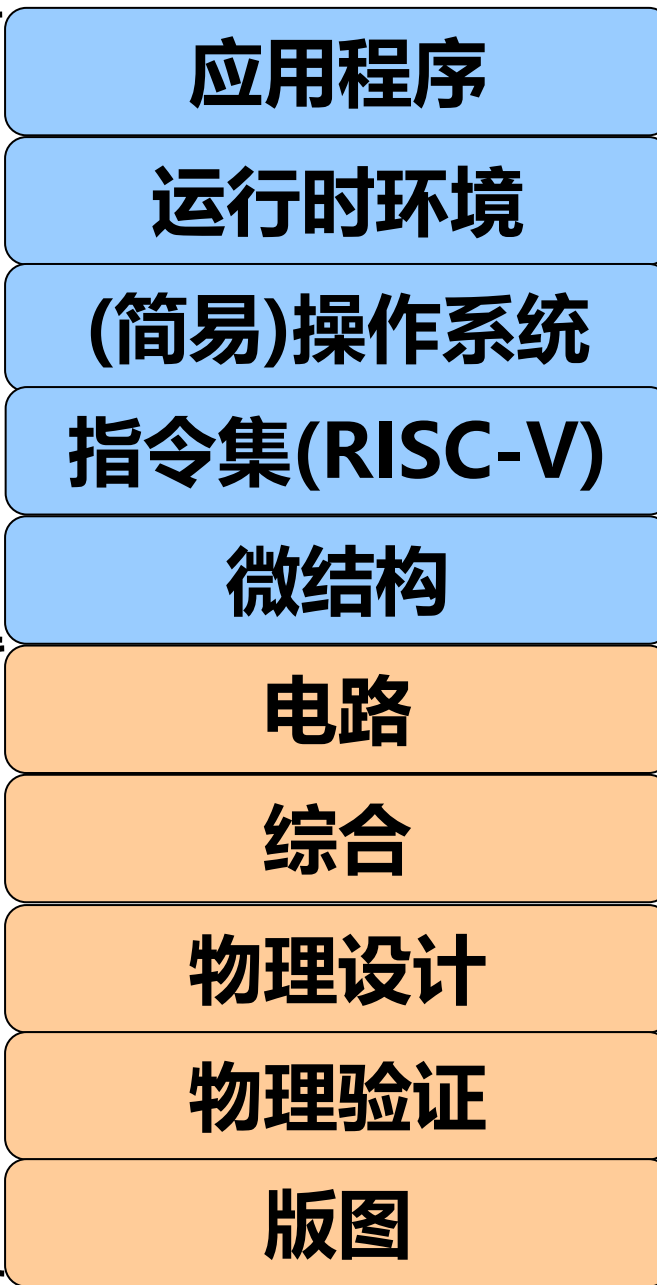 应用程序
运行时环境
(简易)操作系统
指令集(RISC-V)
微结构
电路
综合
物理设计
物理验证
版图